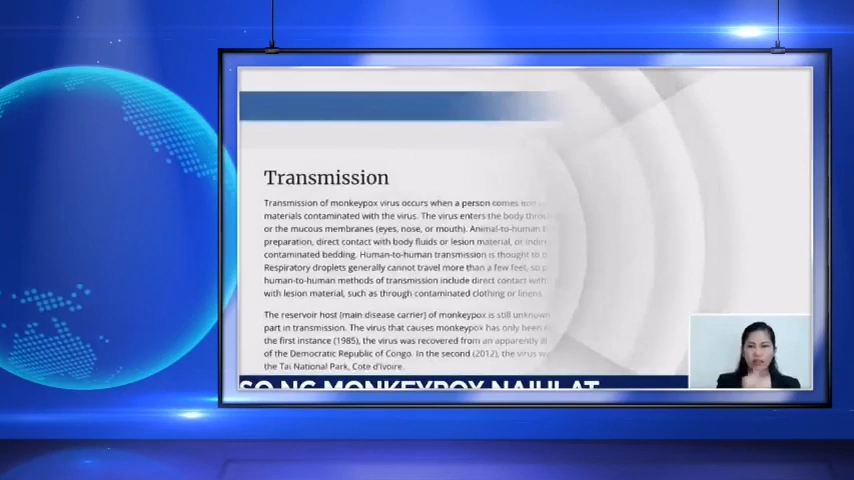 Transmission
Transmission of monkeypox virus occurs when a person comes
materials contaminated with the virus. The virus enters the body
or the mucous membranes (eyes, nose, or mouth). Animal-to-human
preparation, direct contact with body fluids or lesion material, or
contaminated bedding. Human-to-human transmission is thought to
Respiratory droplets generally cannot travel more than a few feet, so
human-to-human methods of transmission include direct contact with
with lesion material, such as through contaminated clothing or linens.
The reservoir host (main disease carrier) of monkeypox is still unknown
part in transmission. The virus that causes monkeypox has only been
the first instance (1985), the virus was recovered from an apparently
of the Democratic Republic of Congo. In the second (2012), the virus
the Tai National Park, Cote d'Ivoire.
SO NG MONKEYPOX NAIULAT